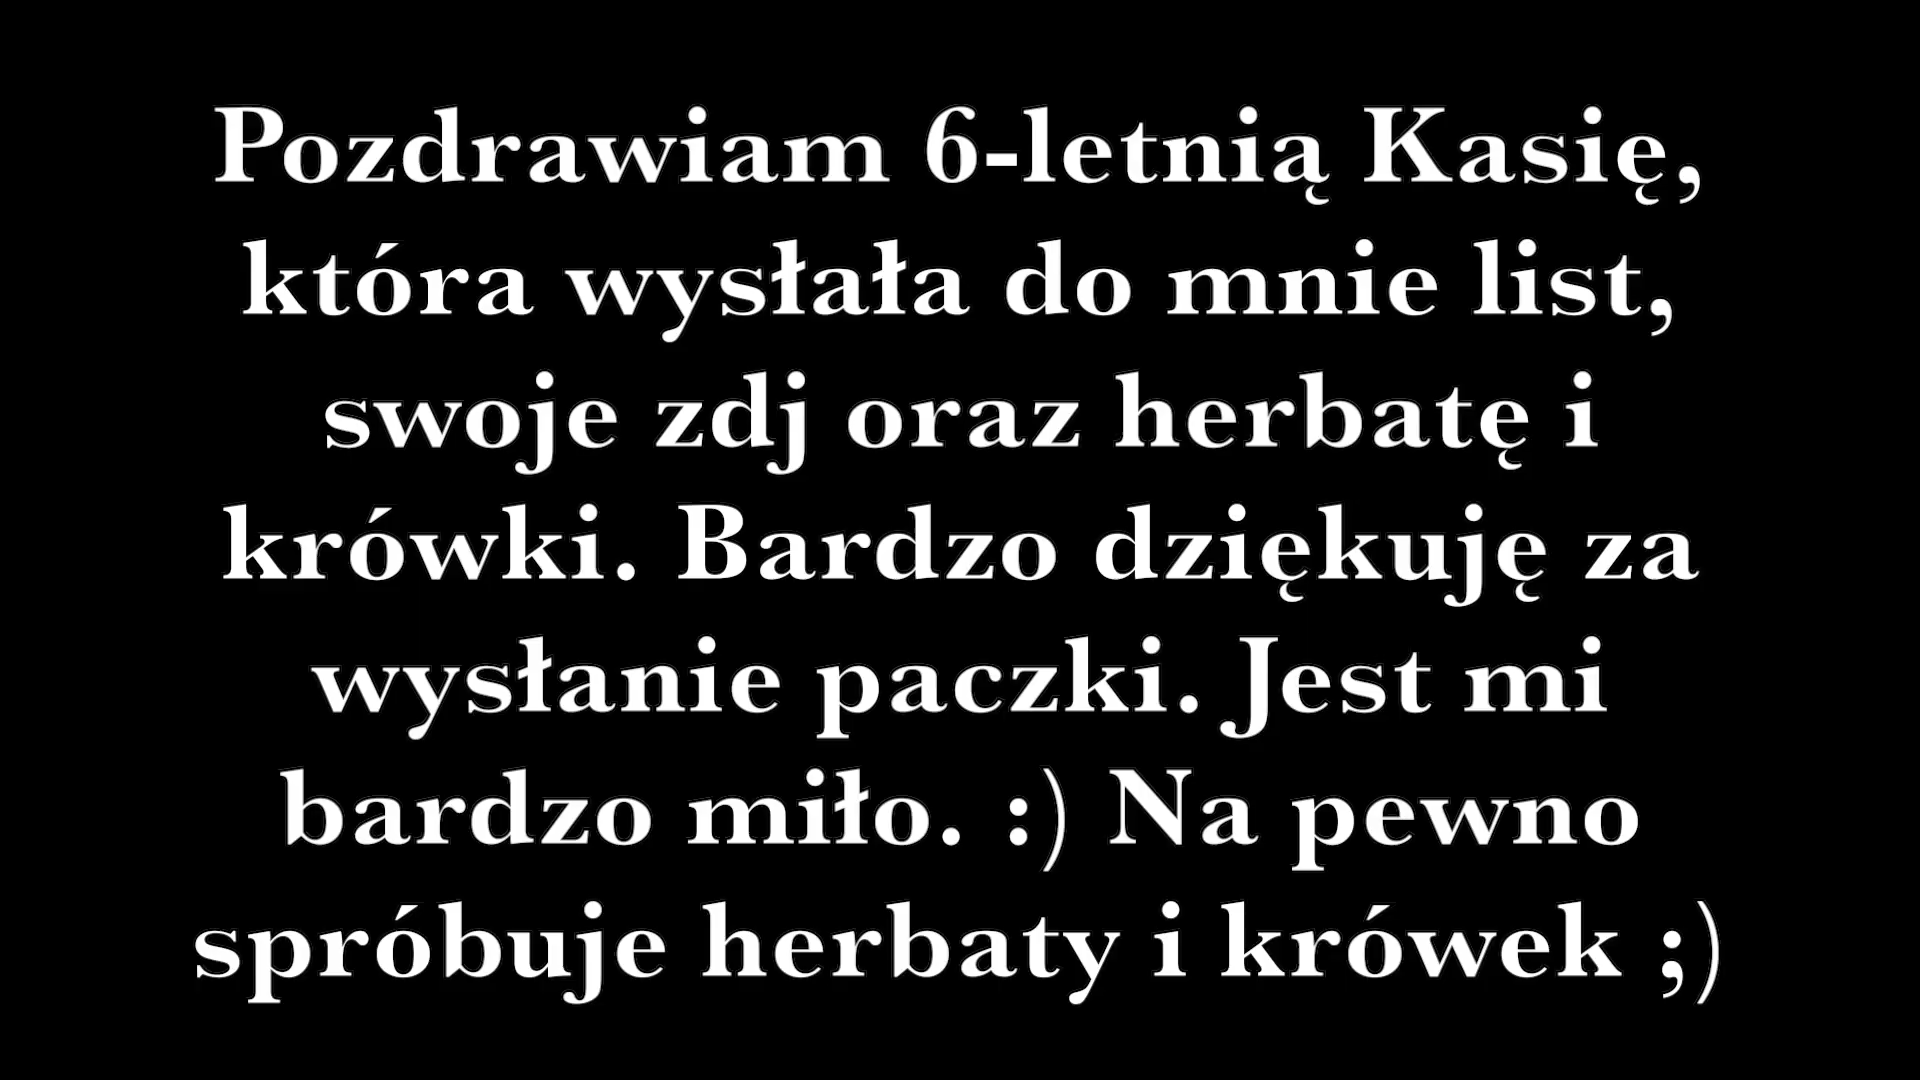 Pozdrawiam 6-letnią Kasię,
która wysłała do mnie list,
swoje zdj oraz herbatę i
krówki. Bardzo dziękuję za
wysłanie paczki. Jest mi
bardzo miło. :) Na pewno
spróbuje herbaty i krówek ;)